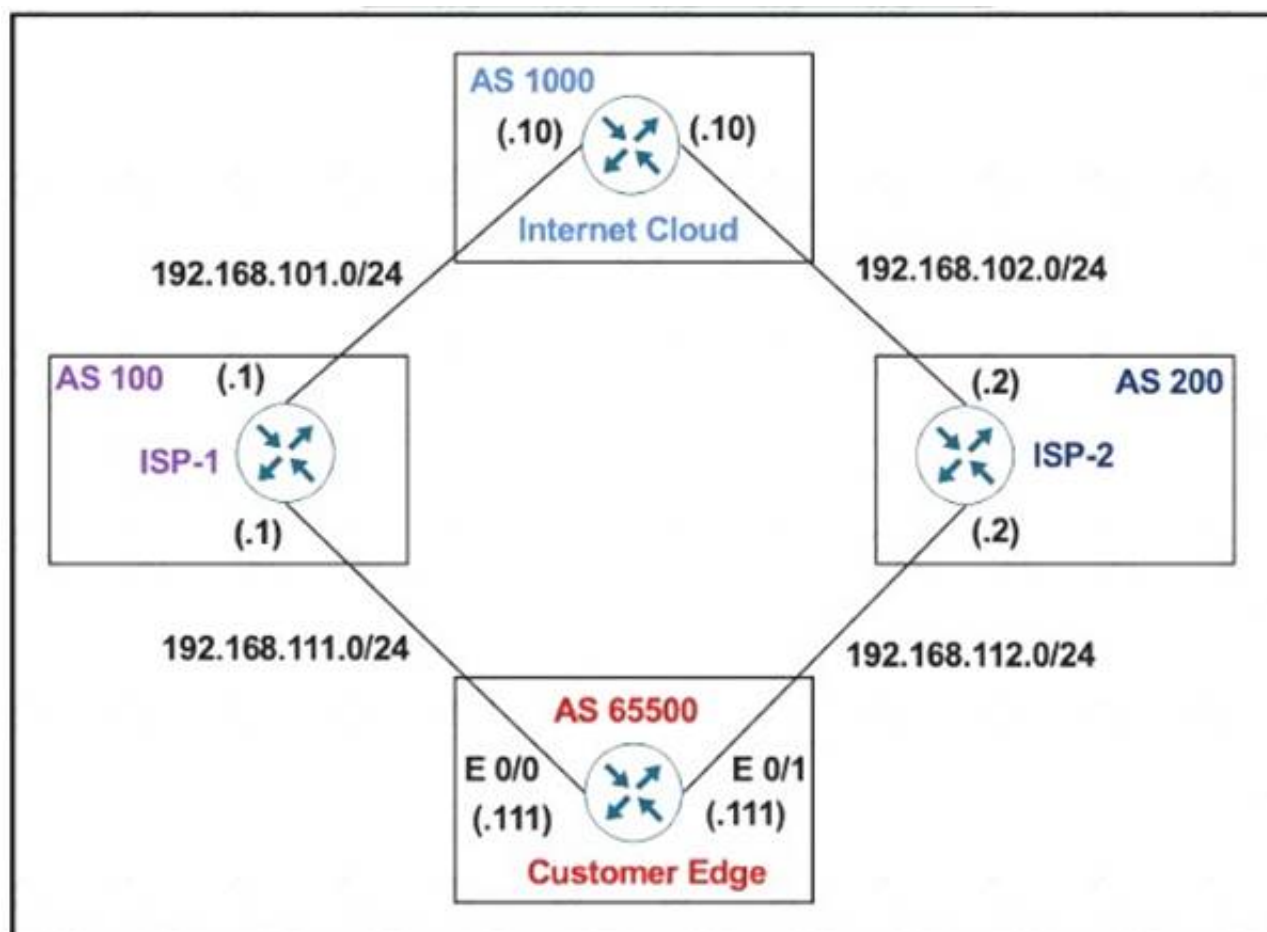 AS 1000
(.10) (.10)
Internet Cloud
192.168.101.0/24 192.168.102.0/24
AS 100 (.1) (.2) AS 200
ISP-1 ISP-2
(.1) (.2)
192.168.111.0/24 192.168.112.0/24
AS 65500
E 0/0 E 0/1
(.111) (.111)
Customer Edge